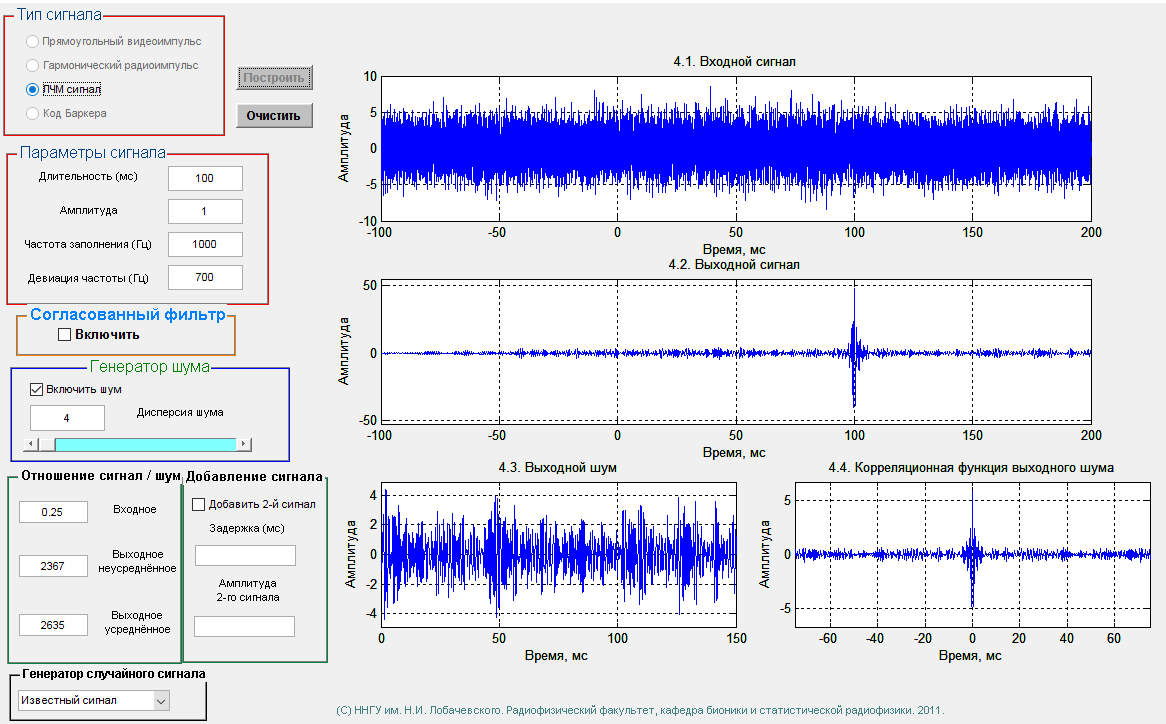 Тип сигнала
Прямоугольный видеоимпульс
Гармонический радиоимпульс
ЛЧМ сигнал
Код Баркера
Построить
Очистить
Параметры сигнала
Длительность (мс)
100
Амплитуда
1
Частота заполнения (Гц)
1000
Девиация частоты (Гц)
700
Согласованный фильтр
Включить
Генератор шума
Включить шум
4
Дисперсия шума
Отношение сигнал / шум
0.25
Входное
2367
Выходное
неусреднённое
2635
Выходное
усреднённое
Добавление сигнала
Добавить 2-й сигнал
Задержка (мс)
Амплитуда
2-го сигнала
Генератор случайного сигнала
Известный сигнал
4.1. Входной сигнал
Амплитуда
10
5
0
-5
-10
-100 -50 0 50 100 150 200
Время, мс
4.2. Выходной сигнал
Амплитуда
50
0
-50
-100 -50 0 50 100 150 200
Время, мс
4.3. Выходной шум
Амплитуда
4
2
0
-2
-4
0 50 100 150
Время, мс
4.4. Корреляционная функция выходного шума
Амплитуда
5
0
-5
-60 -40 -20 0 20 40 60
Время, мс
(С) ННГУ им. Н.И. Лобачевского. Радиофизический факультет, кафедра бионики и статистической радиофизики. 2011.